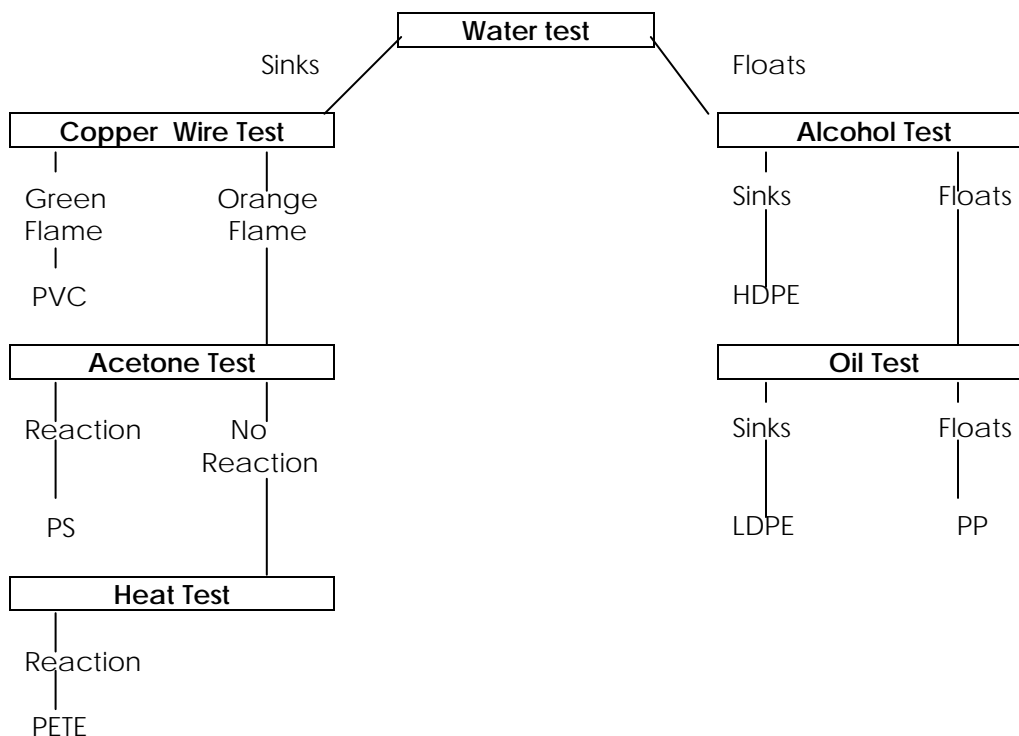 Water test
Sinks Floats
Copper Wire Test Alcohol Test
Green Orange Sinks Floats
Flame Flame
PVC HDPE
Acetone Test Oil Test
Reaction No Sinks Floats
Reaction
PS LDPE PP
Heat Test
Reaction
PETE